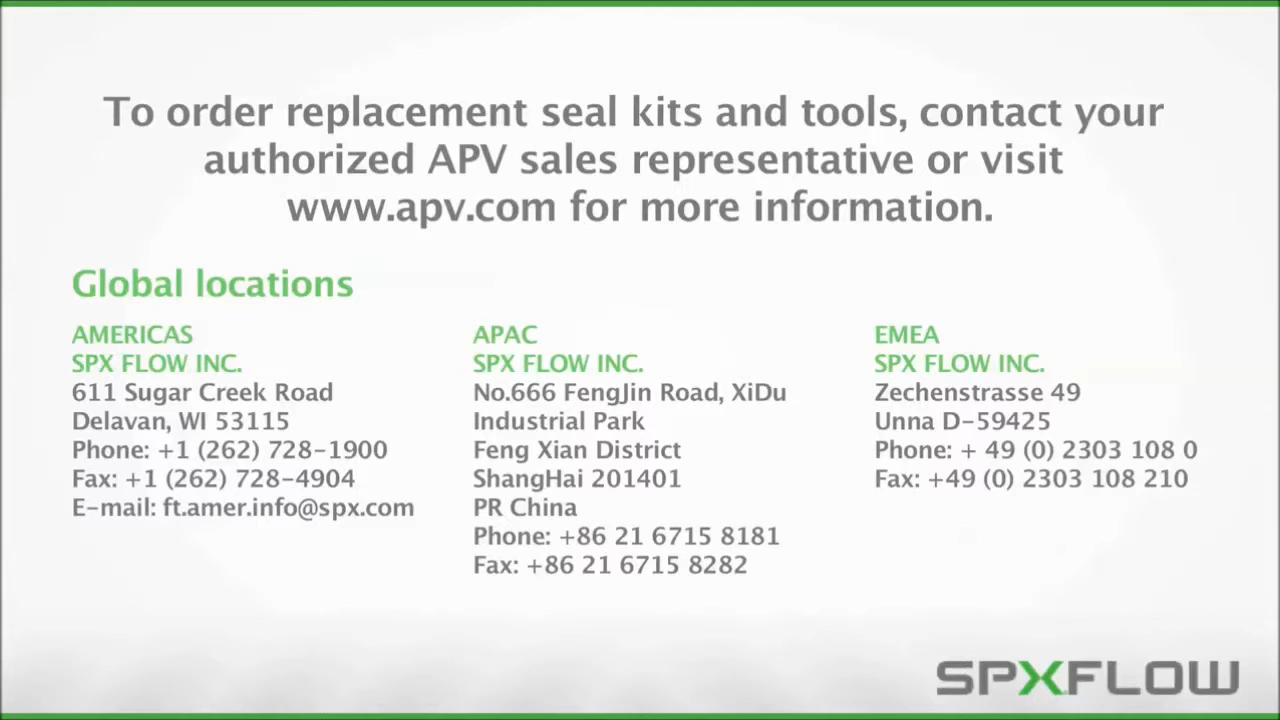 To order replacement seal kits and tools, contact your
authorized APV sales representative or visit
www.apv.com for more information.
Global locations
AMERICAS
SPX FLOW INC.
611 Sugar Creek Road
Delavan, WI 53115
Phone: +1 (262) 728-1900
Fax: +1 (262) 728-4904
E-mail: ft.amer.info@spx.com
APAC
SPX FLOW INC.
No.666 FengJin Road, XiDu
Industrial Park
Feng Xian District
ShangHai 201401
PR China
Phone: +86 21 6715 8181
Fax: +86 21 6715 8282
EMEA
SPX FLOW INC.
Zechenstrasse 49
Unna D-59425
Phone: + 49 (0) 2303 108 0
Fax: +49 (0) 2303 108 210
SPXFLOW